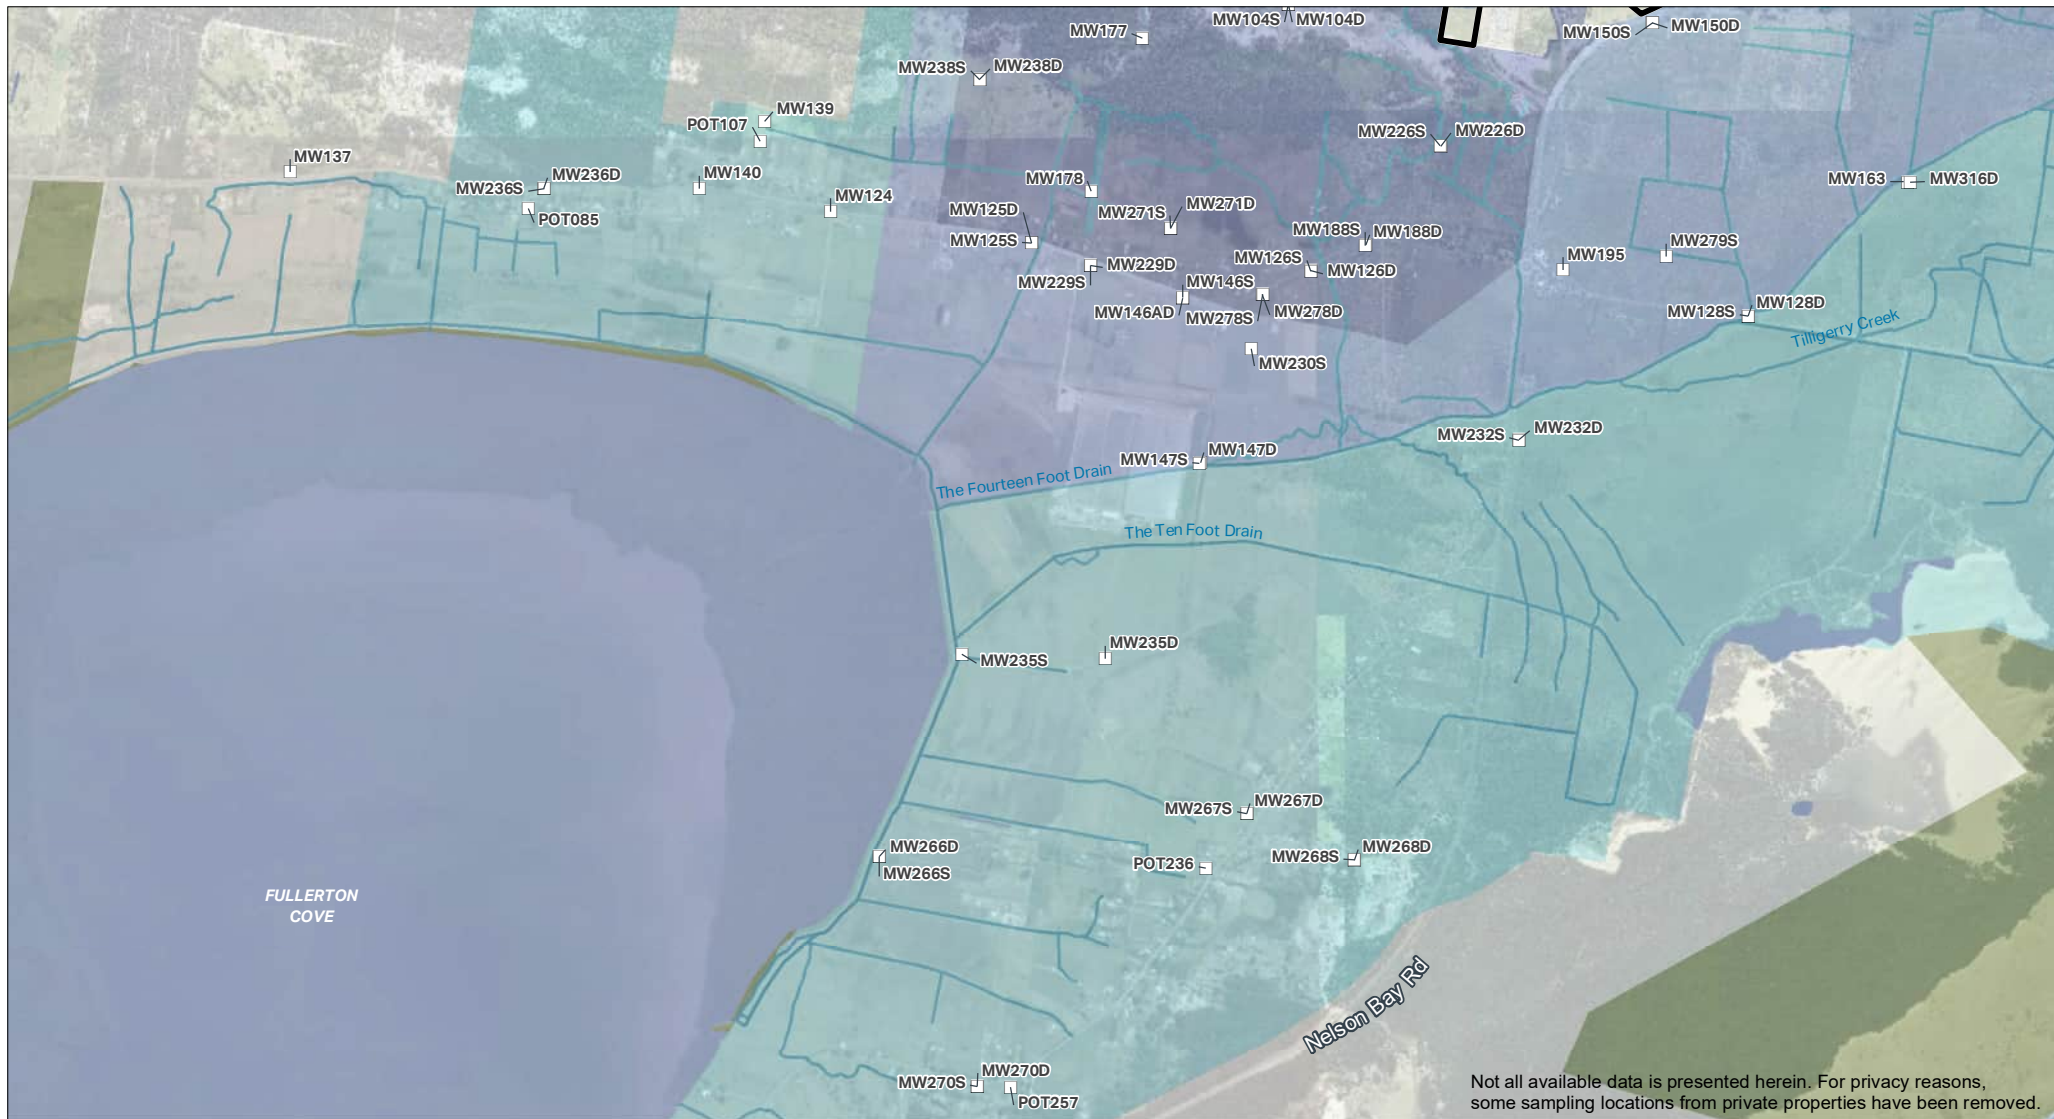 MW104S
MW104D
MW177
MW150S
MW150D
MW238S
MW238D
MW139
POT107
MW226S
MW226D
MW137
MW236S
MW236D
MW140
MW178
MW163
MW316D
POT085
MW124
MW125D
MW271S
MW271D
MW125S
MW188S
MW188D
MW279S
MW195
MW229D
MW126S
MW126D
MW229S
MW146S
MW146AD
MW278S
MW278D
MW128S
MW128D
Tilligerry Creek
MW230S
MW232S
MW232D
MW147S
MW147D
The Fourteen Foot Drain
The Ten Foot Drain
MW235S
MW235D
MW267S
MW267D
MW266D
MW266S
POT236
MW268S
MW268D
FULLERTON
COVE
Nelson Bay Rd
MW270S
MW270D
POT257
Not all available data is presented herein. For privacy reasons,
some sampling locations from private properties have been removed.